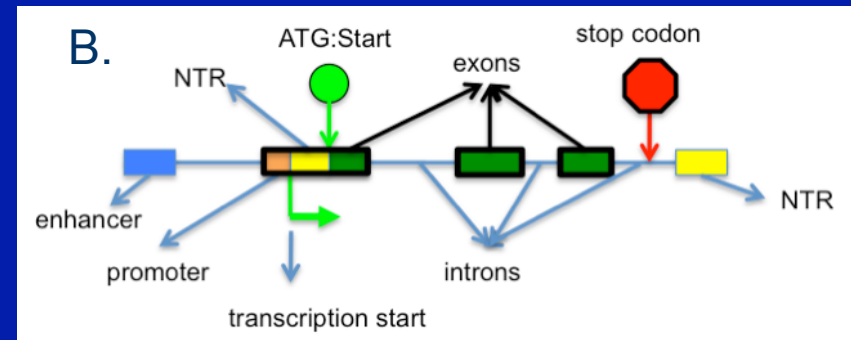 B.
ATG:Start
stop codon
NTR
exons
enhancer
NTR
promoter
introns
transcription start